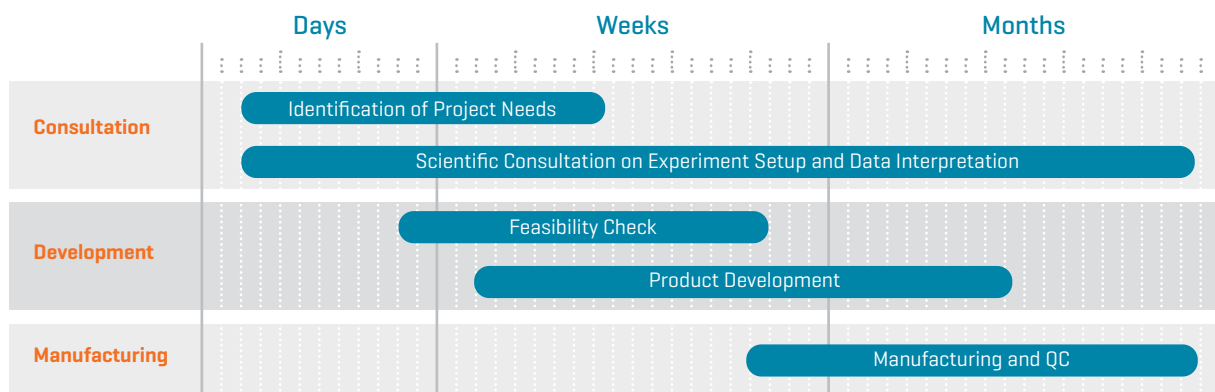 Days
Weeks
Months
Consultation
Identification of Project Needs
Scientific Consultation on Experiment Setup and Data Interpretation
Development
Feasibility Check
Product Development
Manufacturing
Manufacturing and QC